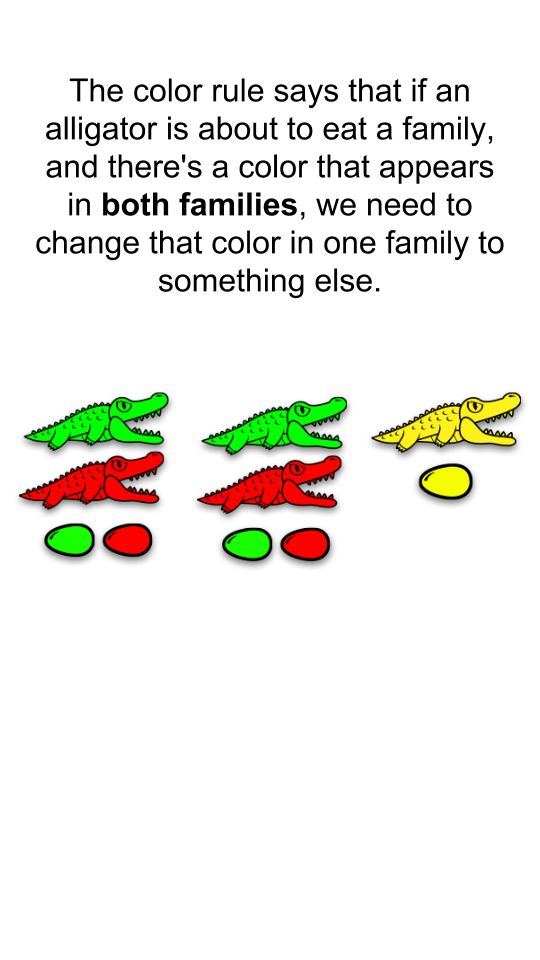 The color rule says that if an
alligator is about to eat a family,
and there's a color that appears
in both families, we need to
change that color in one family to
something else.